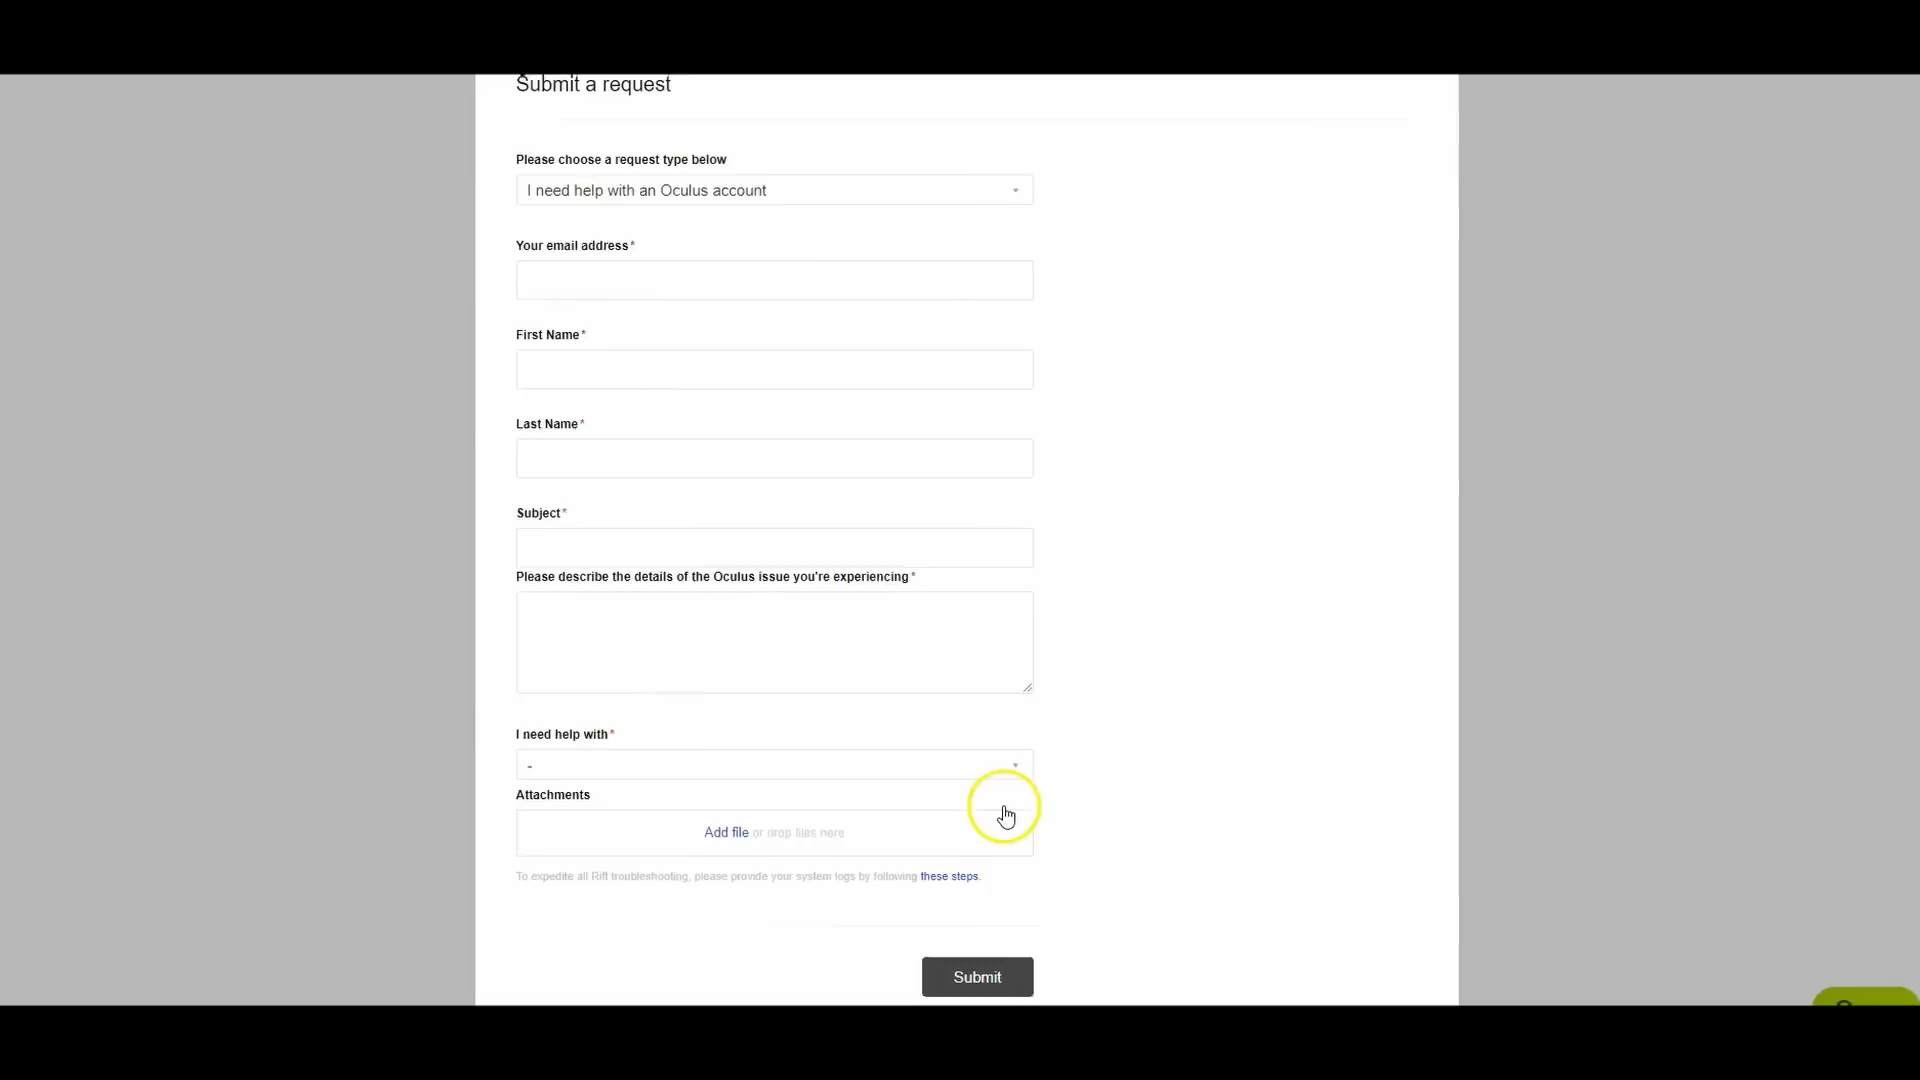 Submit a request
Please choose a request type below
I need help with an Oculus account
Your email address*
First Name*
Last Name*
Subject*
Please describe the details of the Oculus issue you're experiencing*
I need help with*
-
Attachments
Add file or drop files here
To expedite all Rift troubleshooting, please provide your system logs by following these steps.
Submit